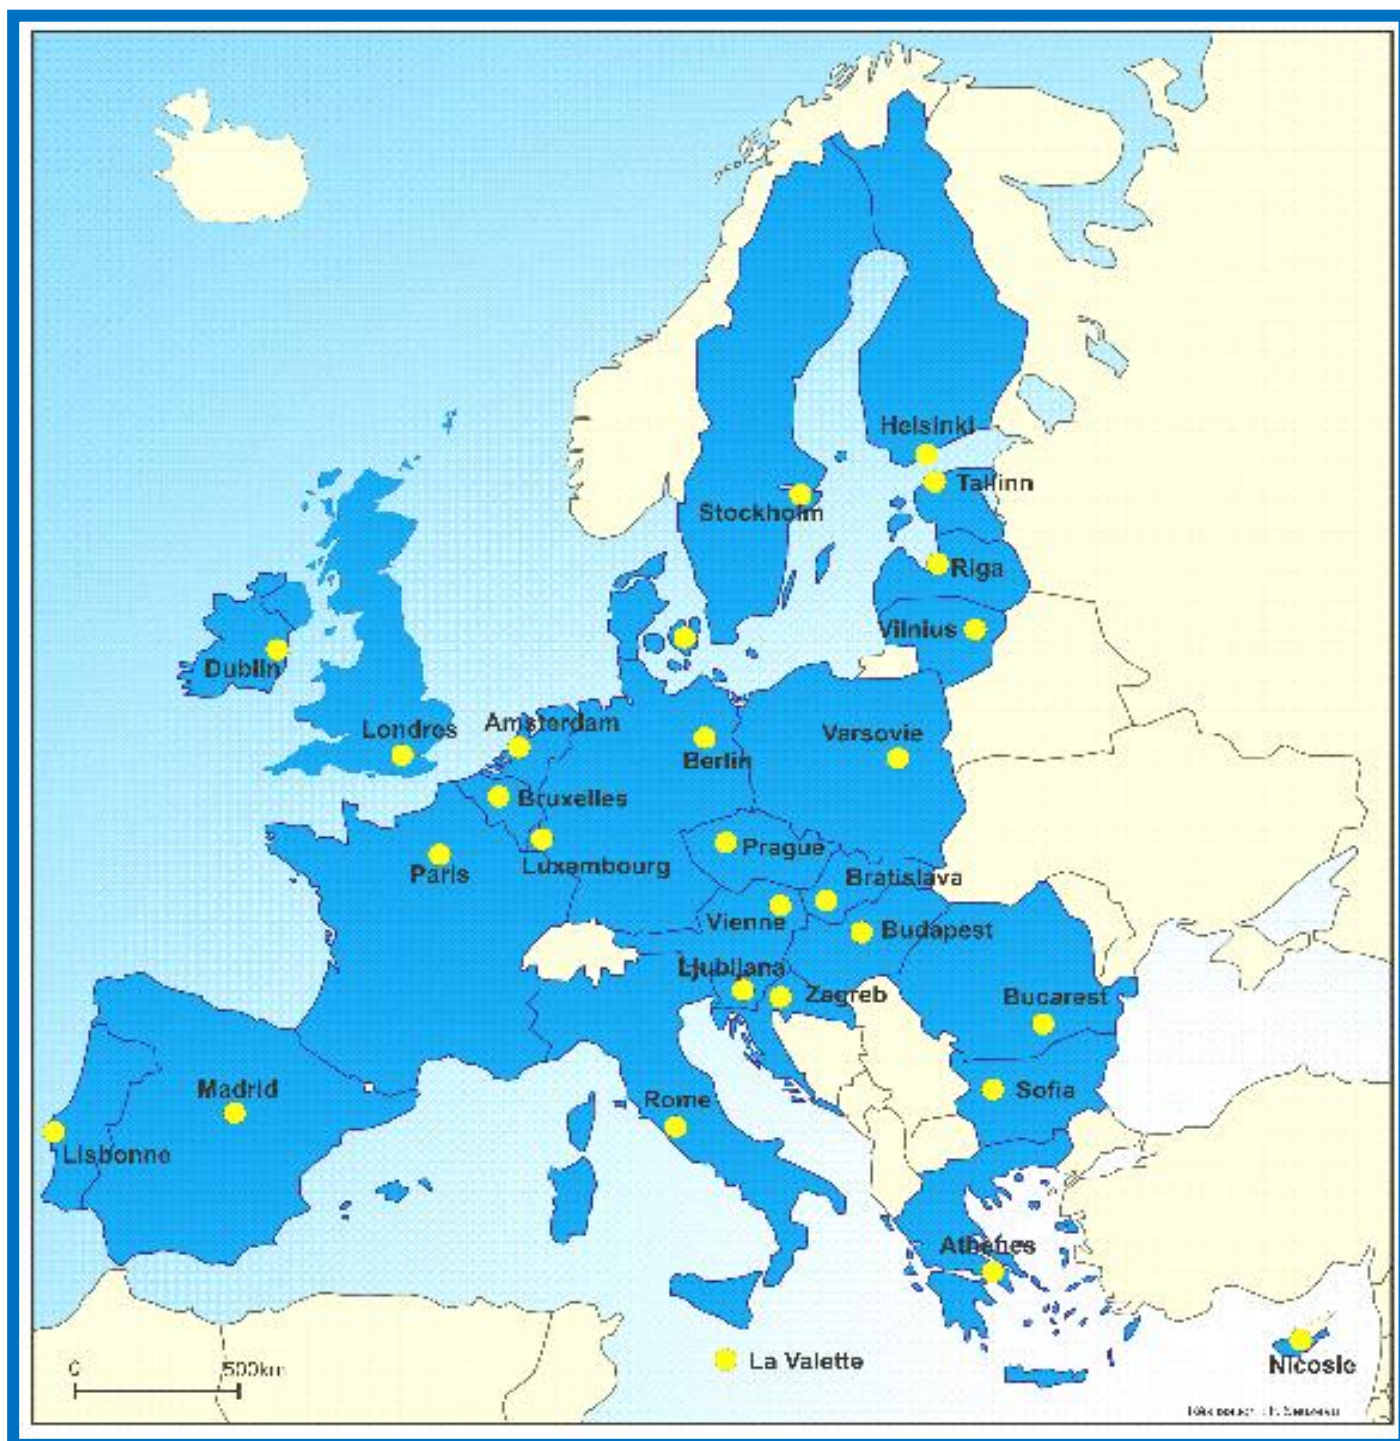 Helsinki
Tallinn
Stockholm
Riga
Vilnius
Dublin
Londres
Amsterdam
Varsovie
Berlin
Bruxelles
Prague
Luxembourg
Paris
Bratislava
Vienne
Budapest
Ljubljana
Zagreb
Bucarest
Madrid
Sofia
Rome
Lisbonne
Athènes
La Valette
Nicosie
0 500km